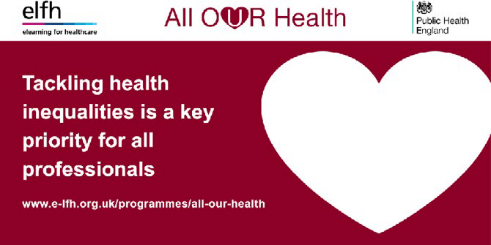 elfh
elearning for healthcare
All OUR Health
Public Health
England
Tackling health
inequalities is a key
priority for all
professionals
www.e-lfh.org.uk/programmes/all-our-health